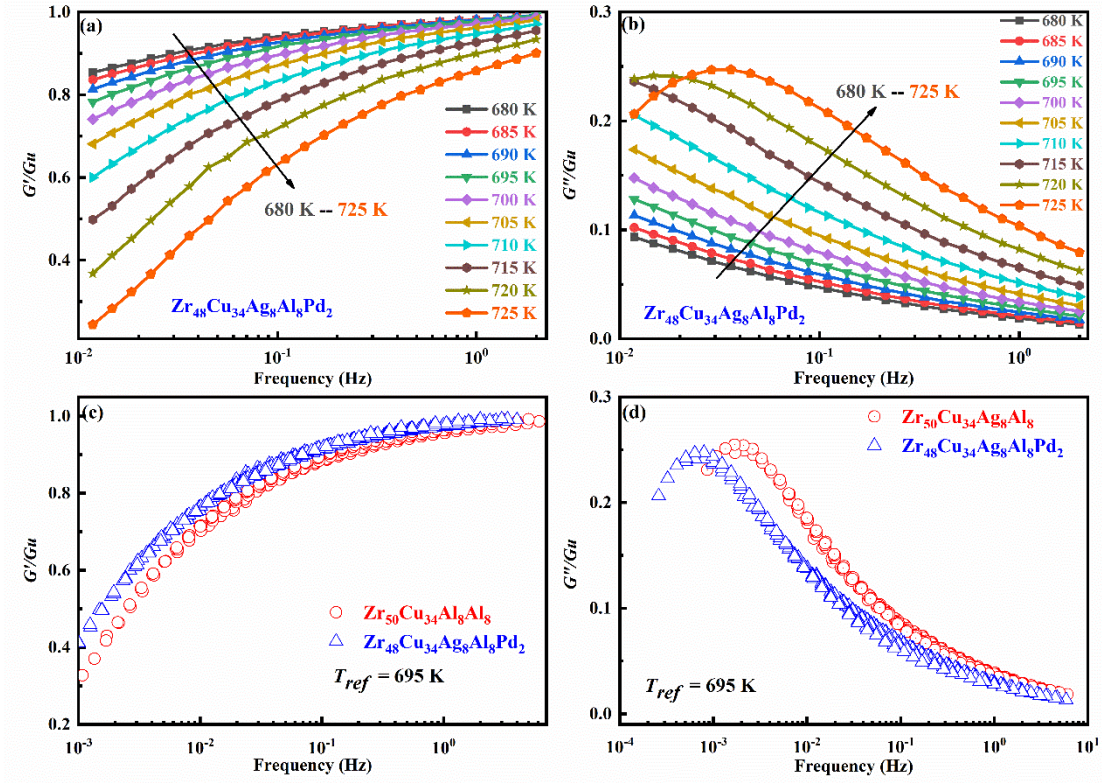 (a)
G'/Gu
1.0
0.8
0.6
0.4
680 K
685 K
690 K
695 K
700 K
705 K
710 K
715 K
720 K
725 K
680 K -- 725 K
Zr48Cu34Ag8Al8Pd2
10-2
10-1
100
Frequency (Hz)
(b)
G''/Gu
0.3
0.2
0.1
0.0
680 K
685 K
690 K
695 K
700 K
705 K
710 K
715 K
720 K
725 K
680 K -- 725 K
Zr48Cu34Ag8Al8Pd2
10-2
10-1
100
Frequency (Hz)
(c)
G'/Gu
1.0
0.8
0.6
0.4
0.2
Zr50Cu34Al8Al8
Zr48Cu34Ag8Al8Pd2
Tref = 695 K
10-3
10-2
10-1
100
Frequency (Hz)
(d)
G''/Gu
0.3
0.2
0.1
0.0
Zr50Cu34Ag8Al8
Zr48Cu34Ag8Al8Pd2
Tref = 695 K
10-4
10-3
10-2
10-1
100
101
Frequency (Hz)